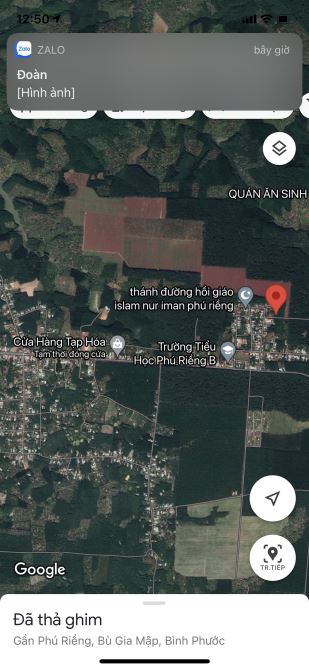 12:50
Zalo
ZALO
bây giờ
Đoàn
[Hình ảnh]
QUÁN ĂN SINH
thánh đường hồi giáo
islam nur iman phú riềng
Cửa Hàng Tạp Hóa
Tạm thời đóng cửa
Trường Tiểu
Học Phú Riềng B
TR.TIẾP
Google
Đã thả ghim
Gần Phú Riềng, Bù Gia Mập, Bình Phước